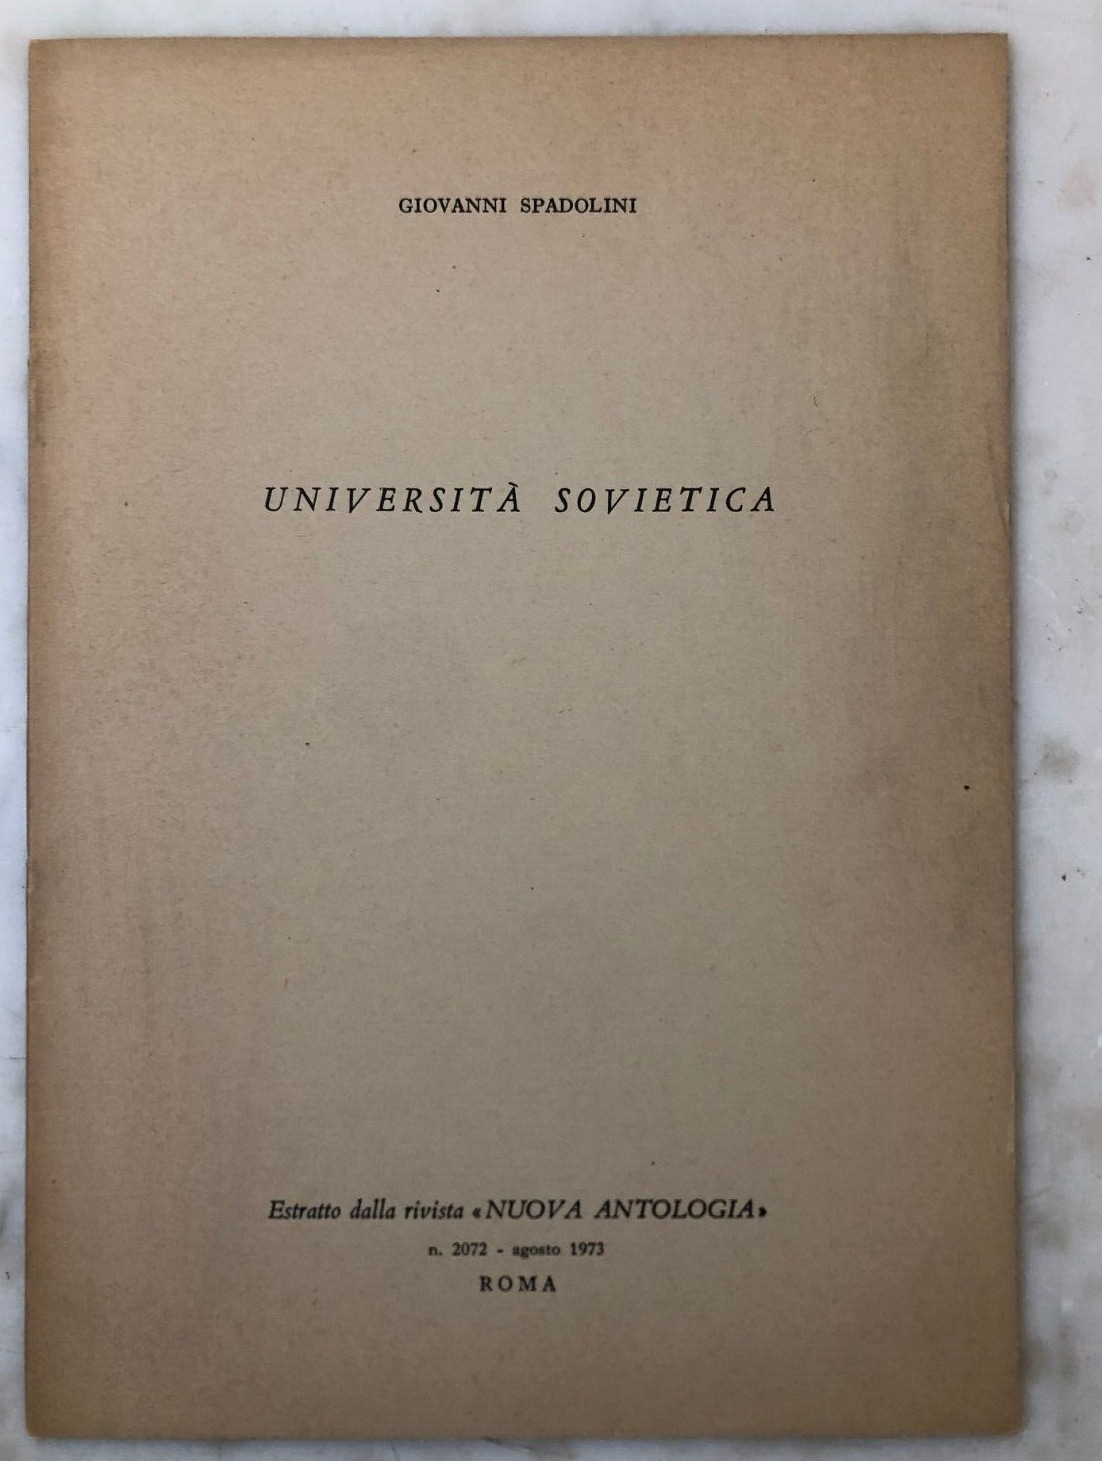 GIOVANNI SPADOLINI
UNIVERSITÀ SOVIETICA
Estratto dalla rivista «NUOVA ANTOLOGIA»
n. 2072 - agosto 1973
ROMA